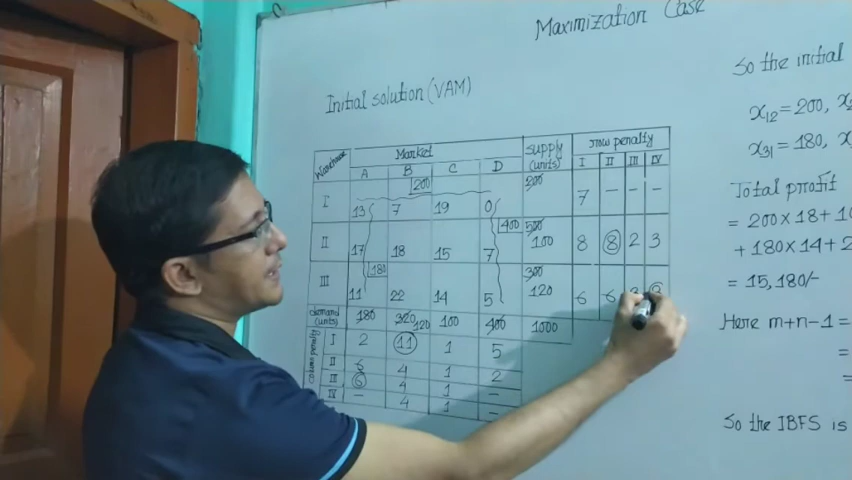 Maximization Case
Initial solution (VAM)
Warehouse Market supply (units) row penalty
A B C D I II III IV
I 13 7 200 19 0 200 7 - - -
II 17 18 15 7 400 500 100 8 8 2 3
III 11 180 22 14 5 300 120 6 6 3 8
demand (units) 180 320 120 100 400 1000
column penalty I 2 11 1 5
II 6 4 1 2
III 6 4 1 -
IV - 4 1 -
So the initial
x12 = 200,
x31 = 180,
Total profit
= 200 x 18 + 10
+ 180 x 14 + 2
= 15,180/-
Here m+n-1 =
=
=
So the IBFS is